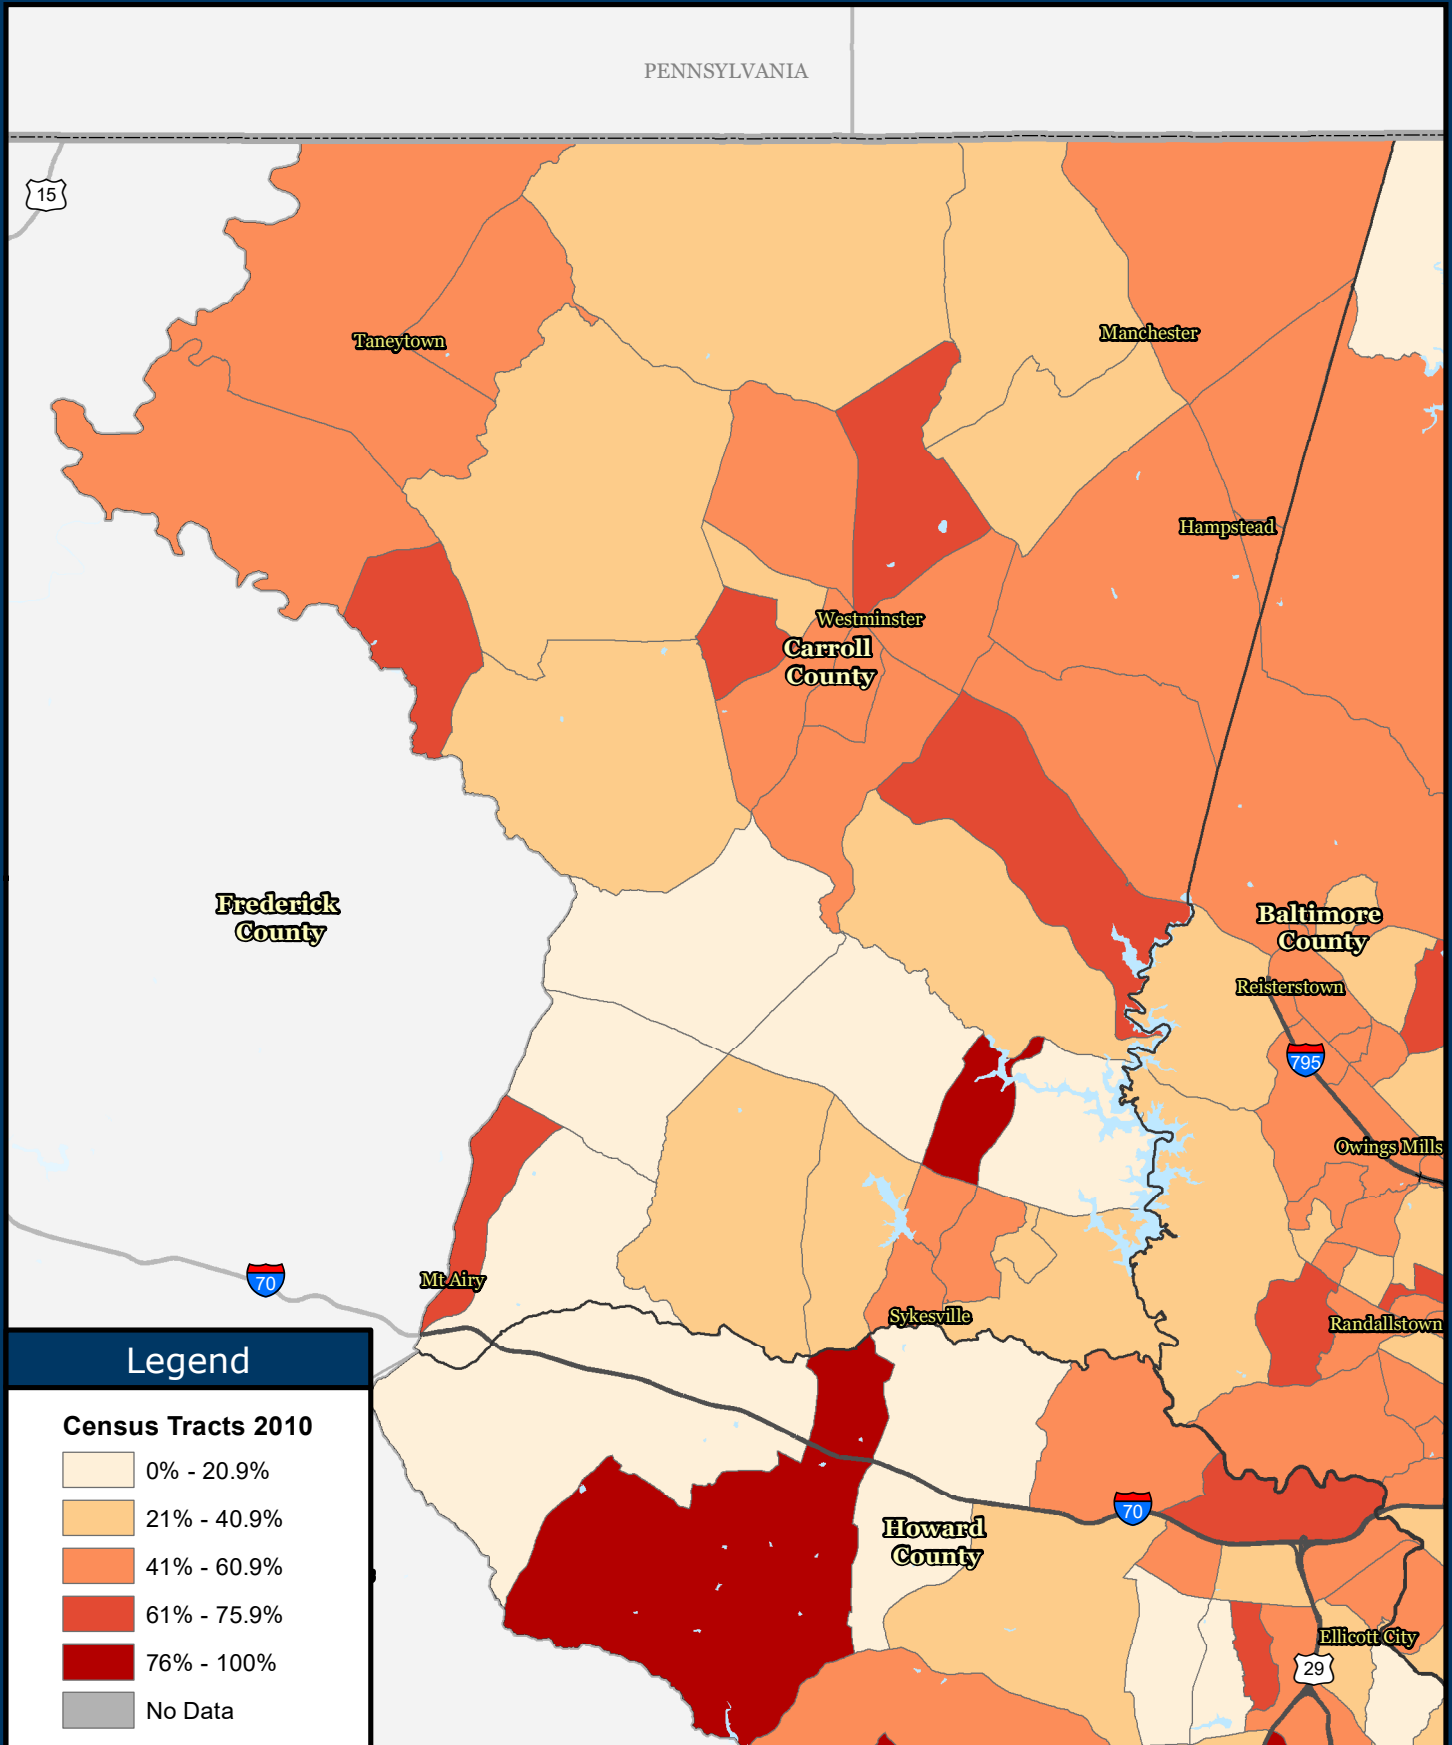 PENNSYLVANIA
15
Taneytown
Manchester
Hampstead
Westminster
Carroll
County
Frederick
County
Baltimore
County
Reisterstown
795
Owings Mills
70
Mt Airy
Sykesville
Randallstown
70
Howard
County
Ellicott City
29
Legend
Census Tracts 2010
0% - 20.9%
21% - 40.9%
41% - 60.9%
61% - 75.9%
76% - 100%
No Data